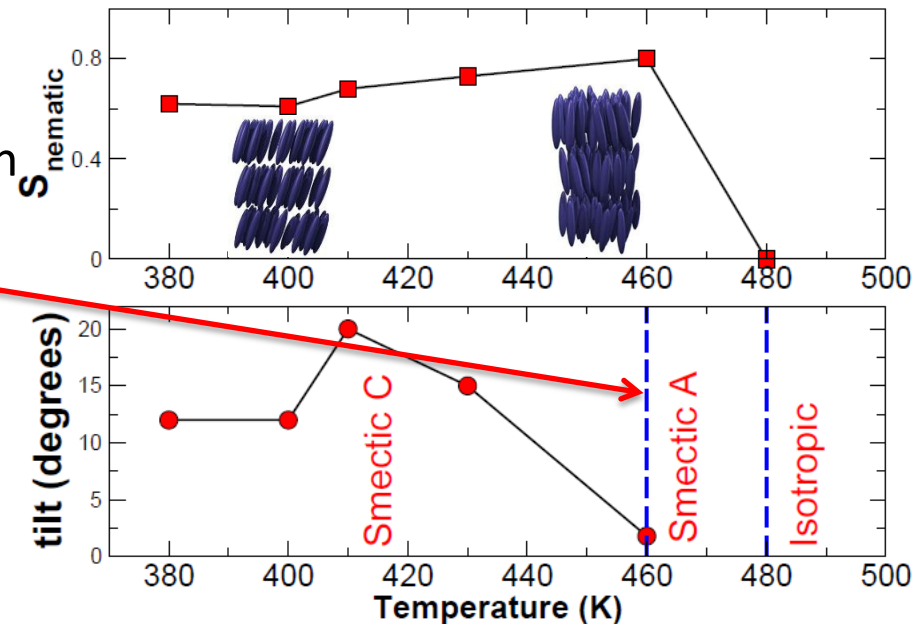 0.8
0.4
0
S nematic
n
380 400 420 440 460 480 500
20
15
10
5
0
tilt (degrees)
Smectic C
Smectic A
Isotropic
380 400 420 440 460 480 500
Temperature (K)